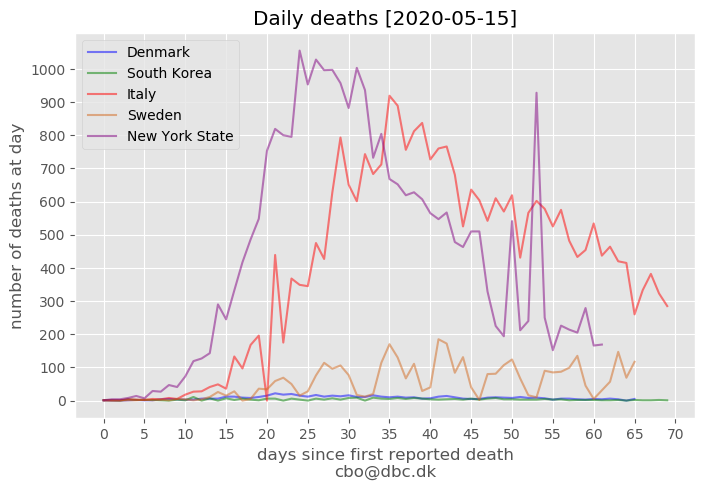 Daily deaths [2020-05-15]
Denmark
South Korea
Italy
Sweden
New York State
number of deaths at day
1000
900
800
700
600
500
400
300
200
100
0
0 5 10 15 20 25 30 35 40 45 50 55 60 65 70
days since first reported death
cbo@dbc.dk